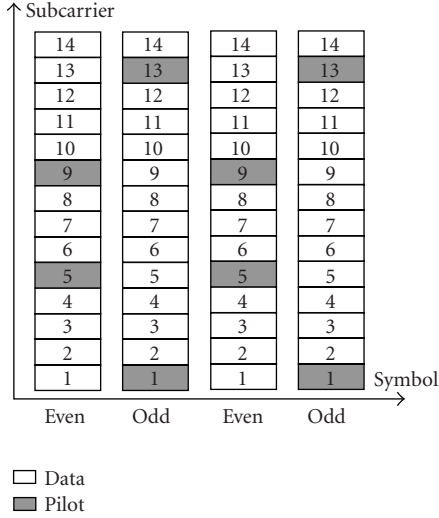 Subcarrier
14 14 14 14
13 13 13 13
12 12 12 12
11 11 11 11
10 10 10 10
9 9 9 9
8 8 8 8
7 7 7 7
6 6 6 6
5 5 5 5
4 4 4 4
3 3 3 3
2 2 2 2
1 1 1 1 Symbol
Even Odd Even Odd
Data
Pilot